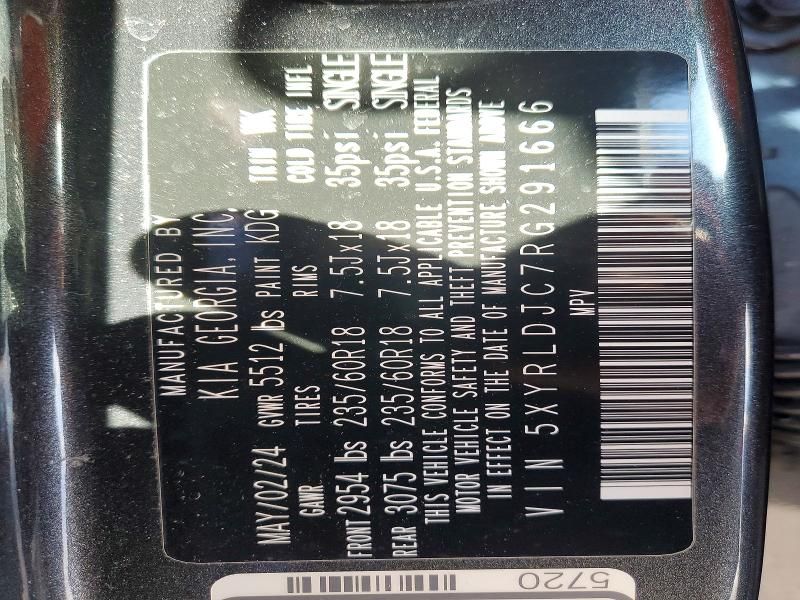 MANUFACTURED BY
KIA GEORGIA, INC.
MAY/02/24 GVWR 5512 lbs PAINT KDG TRIM WK
GAWR TIRES RIMS COLD TIRE INFL
FRONT 2954 lbs 235/60R18 7.5Jx18 35psi SINGLE
REAR 3075 lbs 235/60R18 7.5Jx18 35psi SINGLE
THIS VEHICLE CONFORMS TO ALL APPLICABLE U.S.A. FEDERAL
MOTOR VEHICLE SAFETY AND THEFT PREVENTION STANDARDS
IN EFFECT ON THE DATE OF MANUFACTURE SHOWN ABOVE
VIN 5XYRLDJC7RG291666
MPV
5720